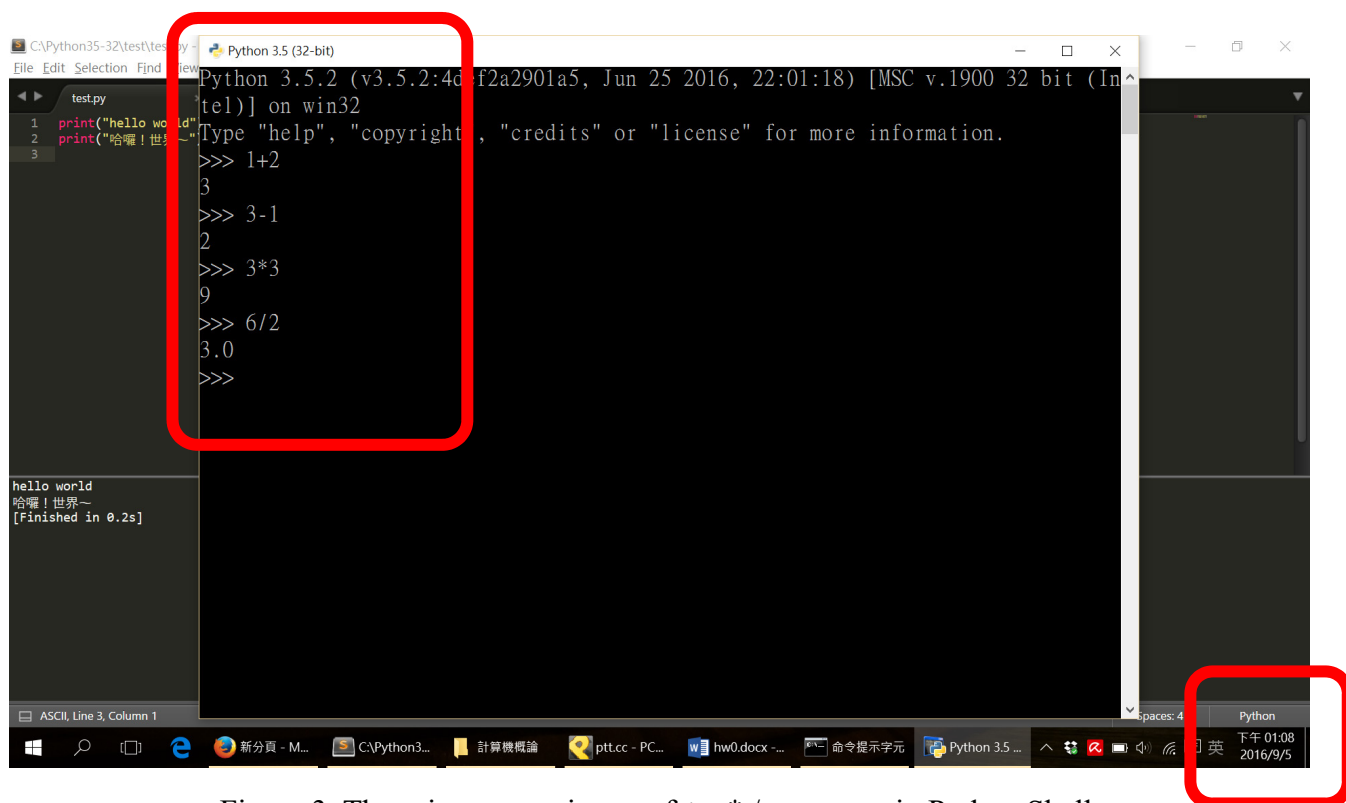 C:\Python35-32\test\test.py -
File Edit Selection Find View
test.py
1 print("hello world"
2 print("哈囉！世界～"
3
Python 3.5 (32-bit)
Python 3.5.2 (v3.5.2:4def2a2901a5, Jun 25 2016, 22:01:18) [MSC v.1900 32 bit (In
tel)] on win32
Type "help", "copyright", "credits" or "license" for more information.
>>> 1+2
3
>>> 3-1
2
>>> 3*3
9
>>> 6/2
3.0
>>>
hello world
哈囉！世界～
[Finished in 0.2s]
ASCII, Line 3, Column 1
Spaces: 4
Python
新分頁 - M...
C:\Python3...
計算機概論
ptt.cc - PC...
hw0.docx -...
命令提示字元
Python 3.5 ...
英
下午 01:08
2016/9/5